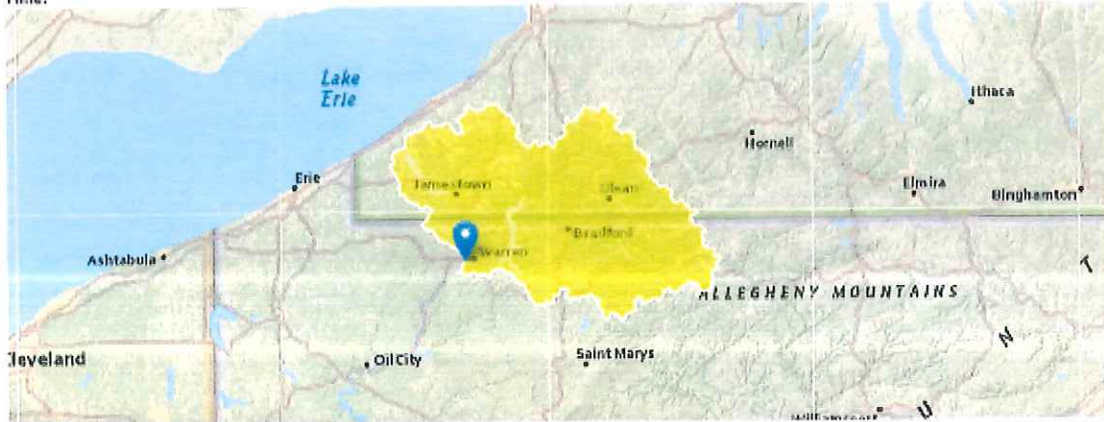 Time:
Lake
Erie
Ithaca
Hornell
Erie
Jamestown
Olean
Elmira
Binghamton
Bradford
Warren
Ashtabula
ALLEGHENY MOUNTAINS
T
N
U
Cleveland
Oil City
Saint Marys